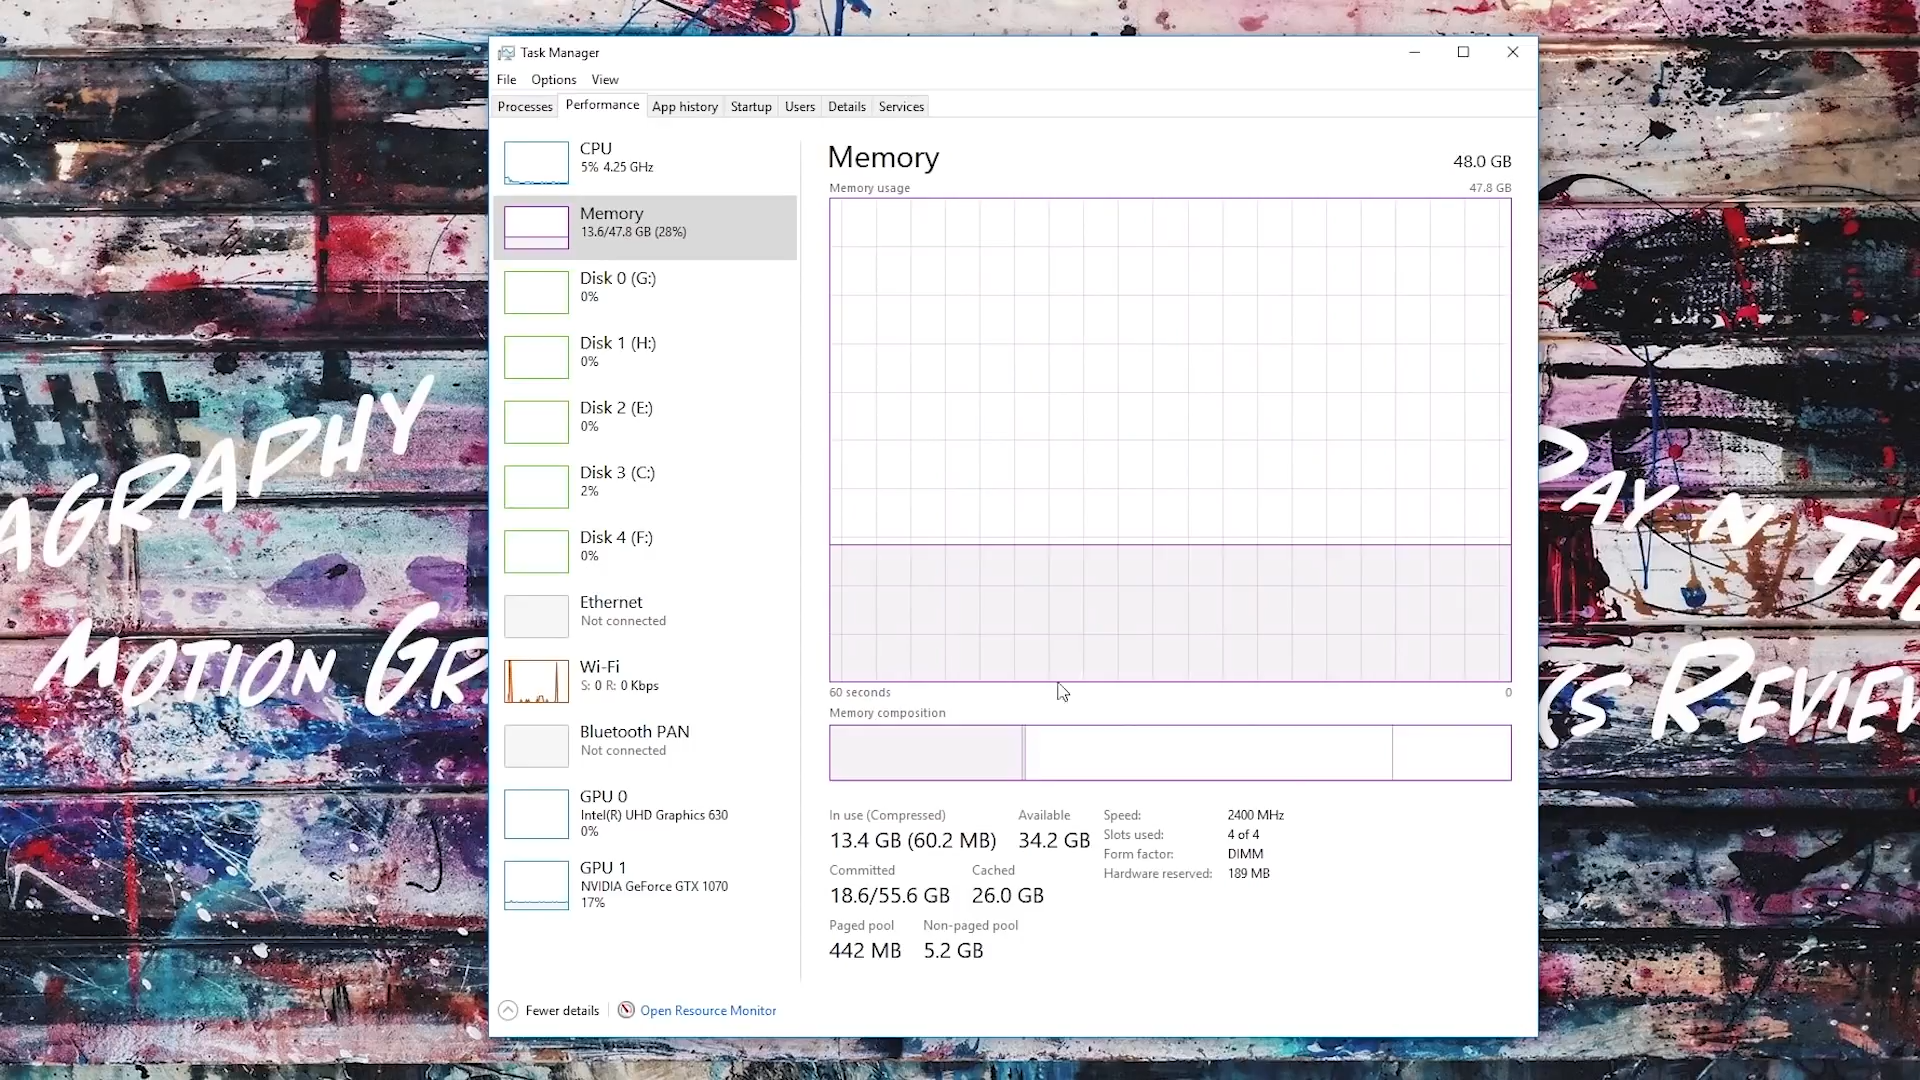 Task Manager
File Options View
Processes Performance App history Startup Users Details Services
CPU
5% 4.25 GHz
Memory
13.6/47.8 GB (28%)
Disk 0 (G:)
0%
Disk 1 (H:)
0%
Disk 2 (E:)
0%
Disk 3 (C:)
2%
Disk 4 (F:)
0%
Ethernet
Not connected
Wi-Fi
S: 0 R: 0 Kbps
Bluetooth PAN
Not connected
GPU 0
Intel(R) UHD Graphics 630
0%
GPU 1
NVIDIA GeForce GTX 1070
17%
Memory 48.0 GB
Memory usage 47.8 GB
60 seconds 0
Memory composition
In use (Compressed) Available
13.4 GB (60.2 MB) 34.2 GB
Committed Cached
18.6/55.6 GB 26.0 GB
Paged pool Non-paged pool
442 MB 5.2 GB
Speed: 2400 MHz
Slots used: 4 of 4
Form factor: DIMM
Hardware reserved: 189 MB
Fewer details Open Resource Monitor
AGRAPHY
MOTION GR
DAY N THE
KS REVIEW